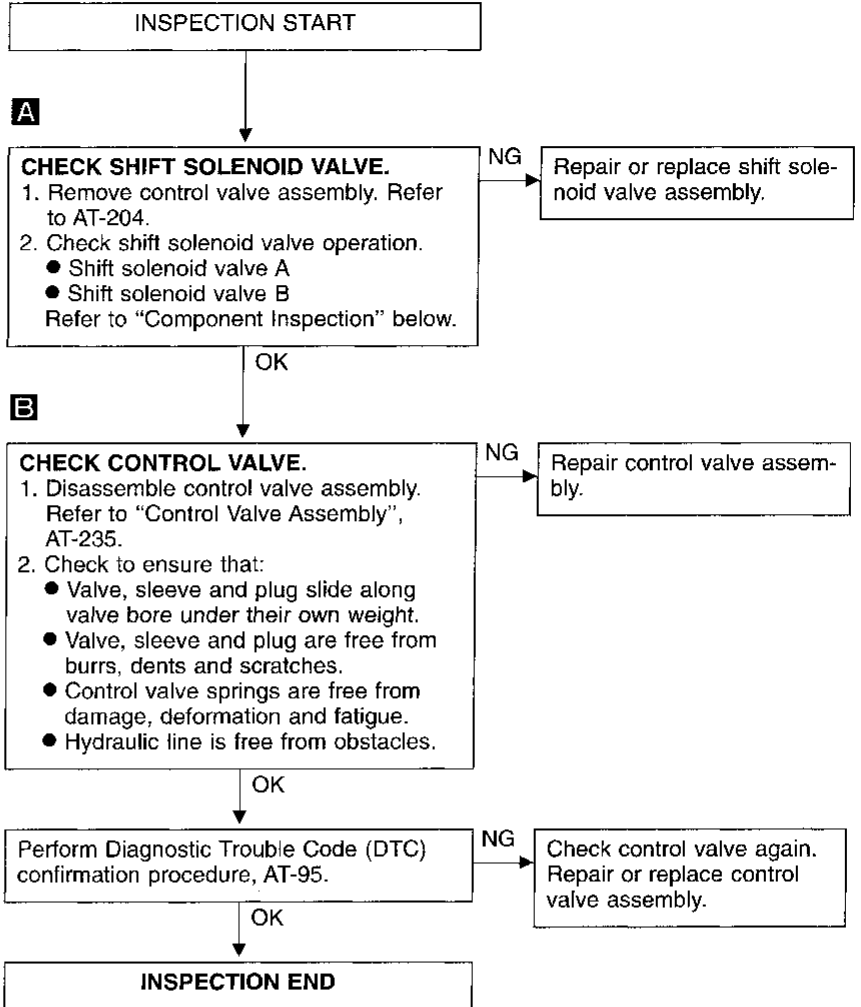 INSPECTION START
A
CHECK SHIFT SOLENOID VALVE.
1. Remove control valve assembly. Refer
to AT-204.
2. Check shift solenoid valve operation.
● Shift solenoid valve A
● Shift solenoid valve B
Refer to “Component Inspection” below.
NG
Repair or replace shift sole-
noid valve assembly.
OK
B
CHECK CONTROL VALVE.
1. Disassemble control valve assembly.
Refer to “Control Valve Assembly”,
AT-235.
2. Check to ensure that:
● Valve, sleeve and plug slide along
valve bore under their own weight.
● Valve, sleeve and plug are free from
burrs, dents and scratches.
● Control valve springs are free from
damage, deformation and fatigue.
● Hydraulic line is free from obstacles.
NG
Repair control valve assem-
bly.
OK
Perform Diagnostic Trouble Code (DTC)
confirmation procedure, AT-95.
NG
Check control valve again.
Repair or replace control
valve assembly.
OK
INSPECTION END